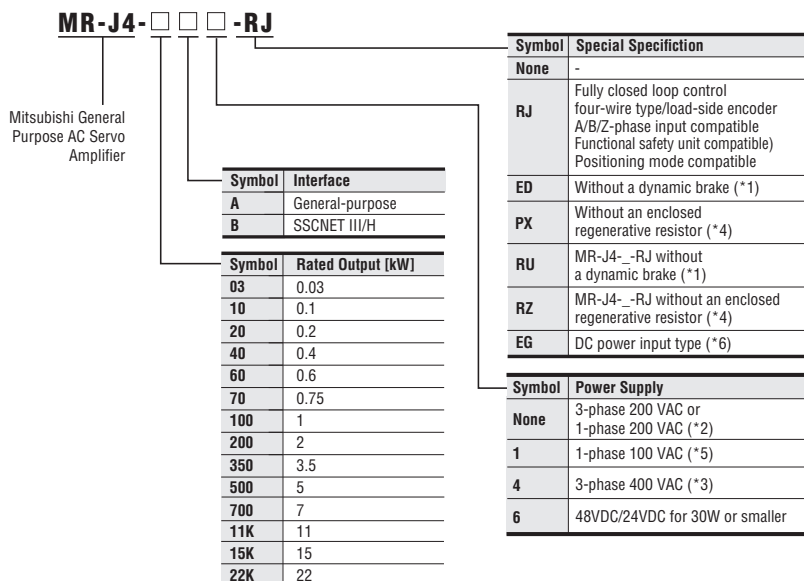 MR-J4-□ □ □ -RJ
Mitsubishi General
Purpose AC Servo
Amplifier
Symbol Interface
A General-purpose
B SSCNET III/H
Symbol Rated Output [kW]
03 0.03
10 0.1
20 0.2
40 0.4
60 0.6
70 0.75
100 1
200 2
350 3.5
500 5
700 7
11K 11
15K 15
22K 22
Symbol Special Specifiction
None -
RJ
Fully closed loop control
four-wire type/load-side encoder
A/B/Z-phase input compatible
Functional safety unit compatible)
Positioning mode compatible
ED Without a dynamic brake (*1)
PX
Without an enclosed
regenerative resistor (*4)
RU
MR-J4-_-RJ without
a dynamic brake (*1)
RZ
MR-J4-_-RJ without an enclosed
regenerative resistor (*4)
EG DC power input type (*6)
Symbol Power Supply
None
3-phase 200 VAC or
1-phase 200 VAC (*2)
1 1-phase 100 VAC (*5)
4 3-phase 400 VAC (*3)
6 48VDC/24VDC for 30W or smaller